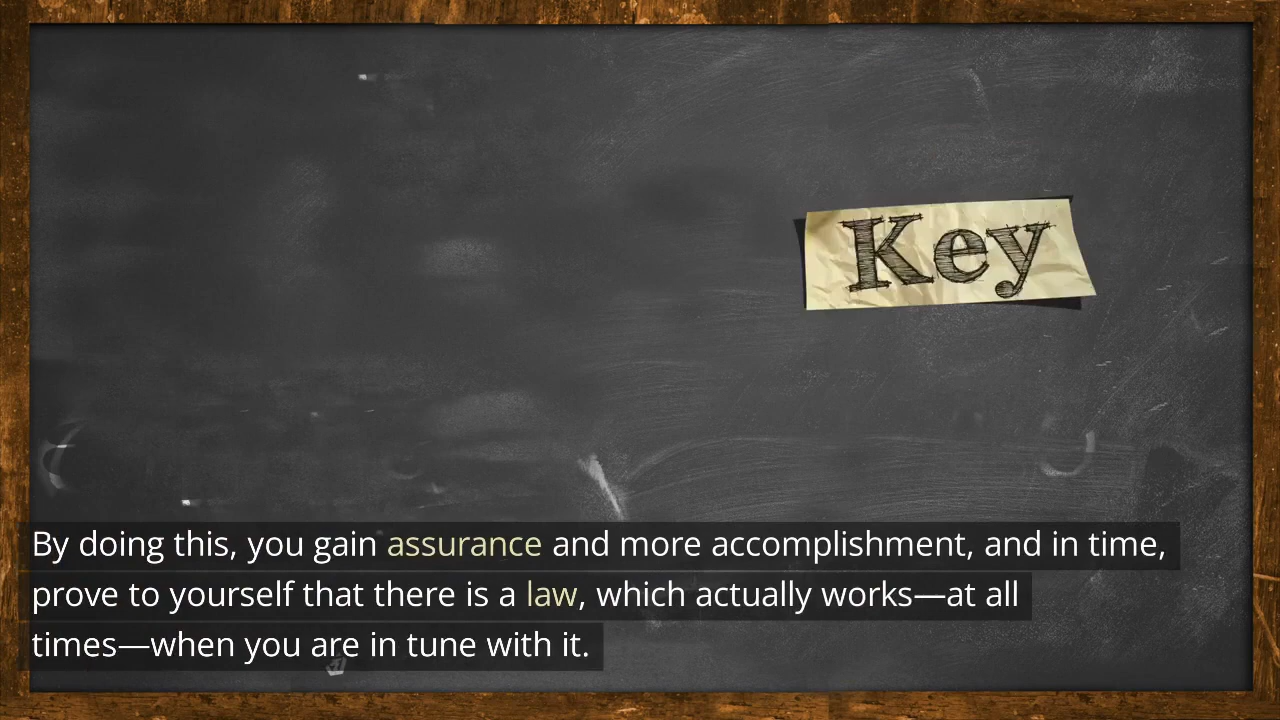 Key
By doing this, you gain assurance and more accomplishment, and in time,
prove to yourself that there is a law, which actually works—at all
times—when you are in tune with it.